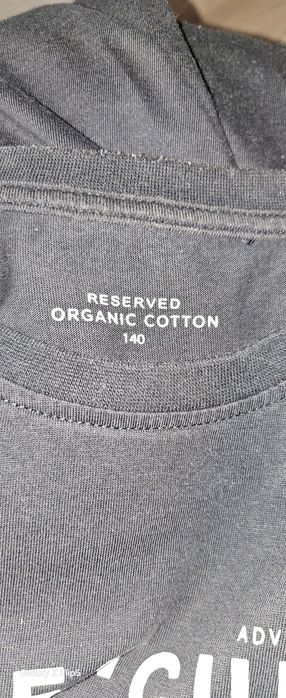 RESERVED
ORGANIC COTTON
140
ADV